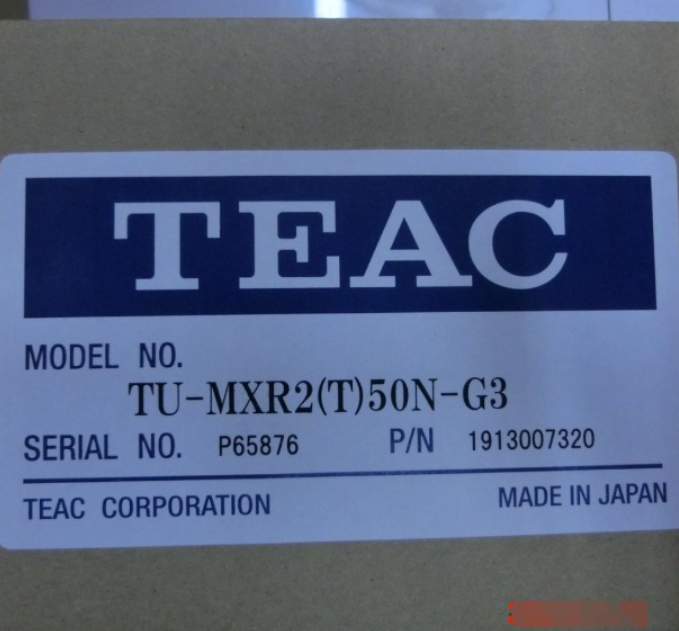 TEAC
MODEL NO.
TU-MXR2(T)50N-G3
SERIAL NO. P65876 P/N 1913007320
TEAC CORPORATION MADE IN JAPAN